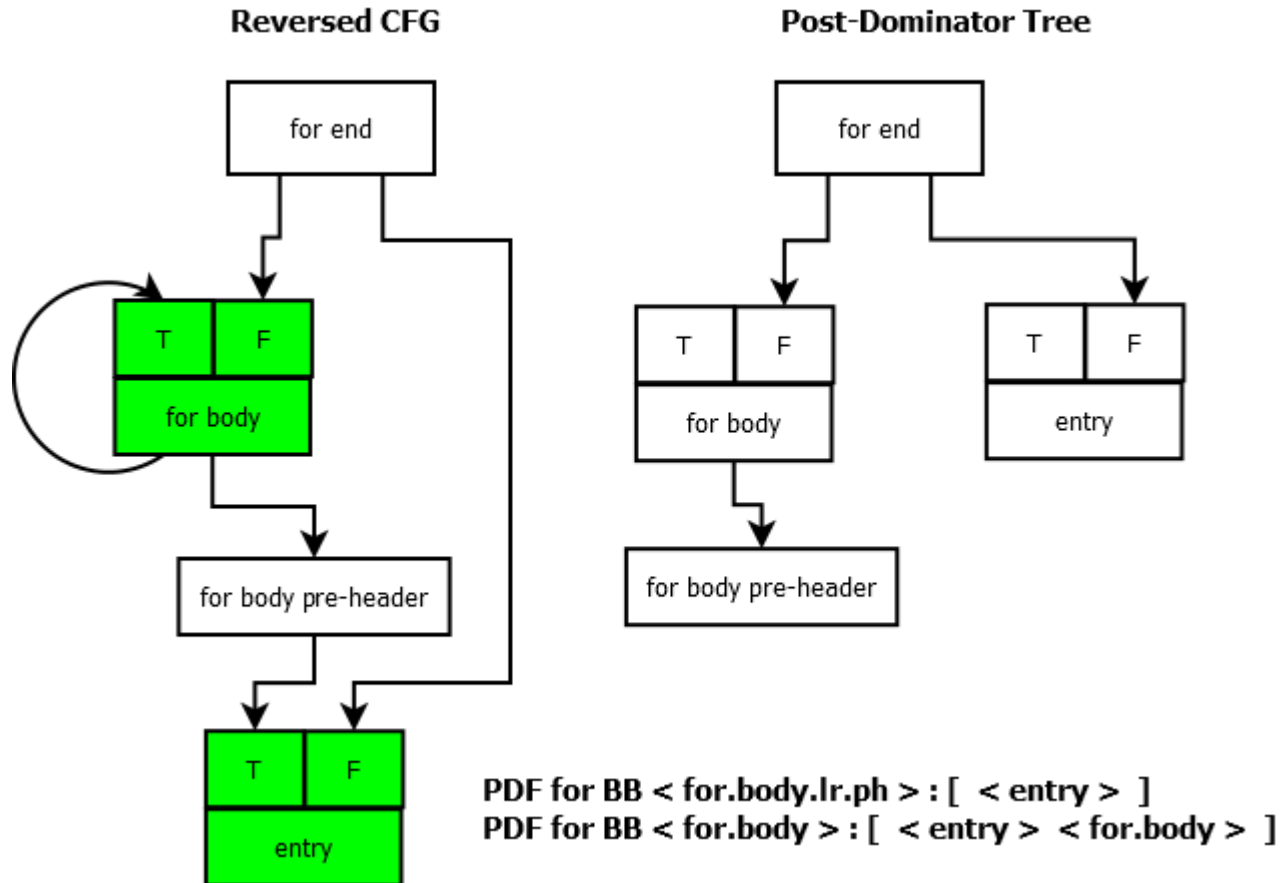 Reversed CFG
Post-Dominator Tree
for end
T F
for body
for body pre-header
T F
entry
for end
T F
for body
T F
entry
for body pre-header
PDF for BB < for.body.lr.ph > : [ < entry > ]
PDF for BB < for.body > : [ < entry > < for.body > ]